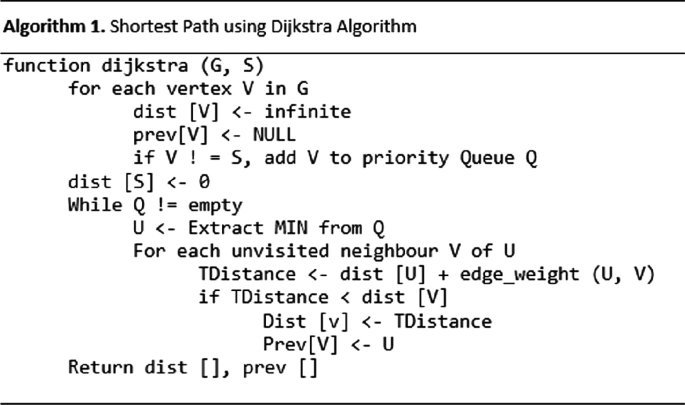 Algorithm 1. Shortest Path using Dijkstra Algorithm
function dijkstra (G, S)
for each vertex V in G
dist [V] <- infinite
prev[V] <- NULL
if V ! = S, add V to priority Queue Q
dist [S] <- 0
While Q != empty
U <- Extract MIN from Q
For each unvisited neighbour V of U
TDistance <- dist [U] + edge_weight (U, V)
if TDistance < dist [V]
Dist [v] <- TDistance
Prev[V] <- U
Return dist [], prev []